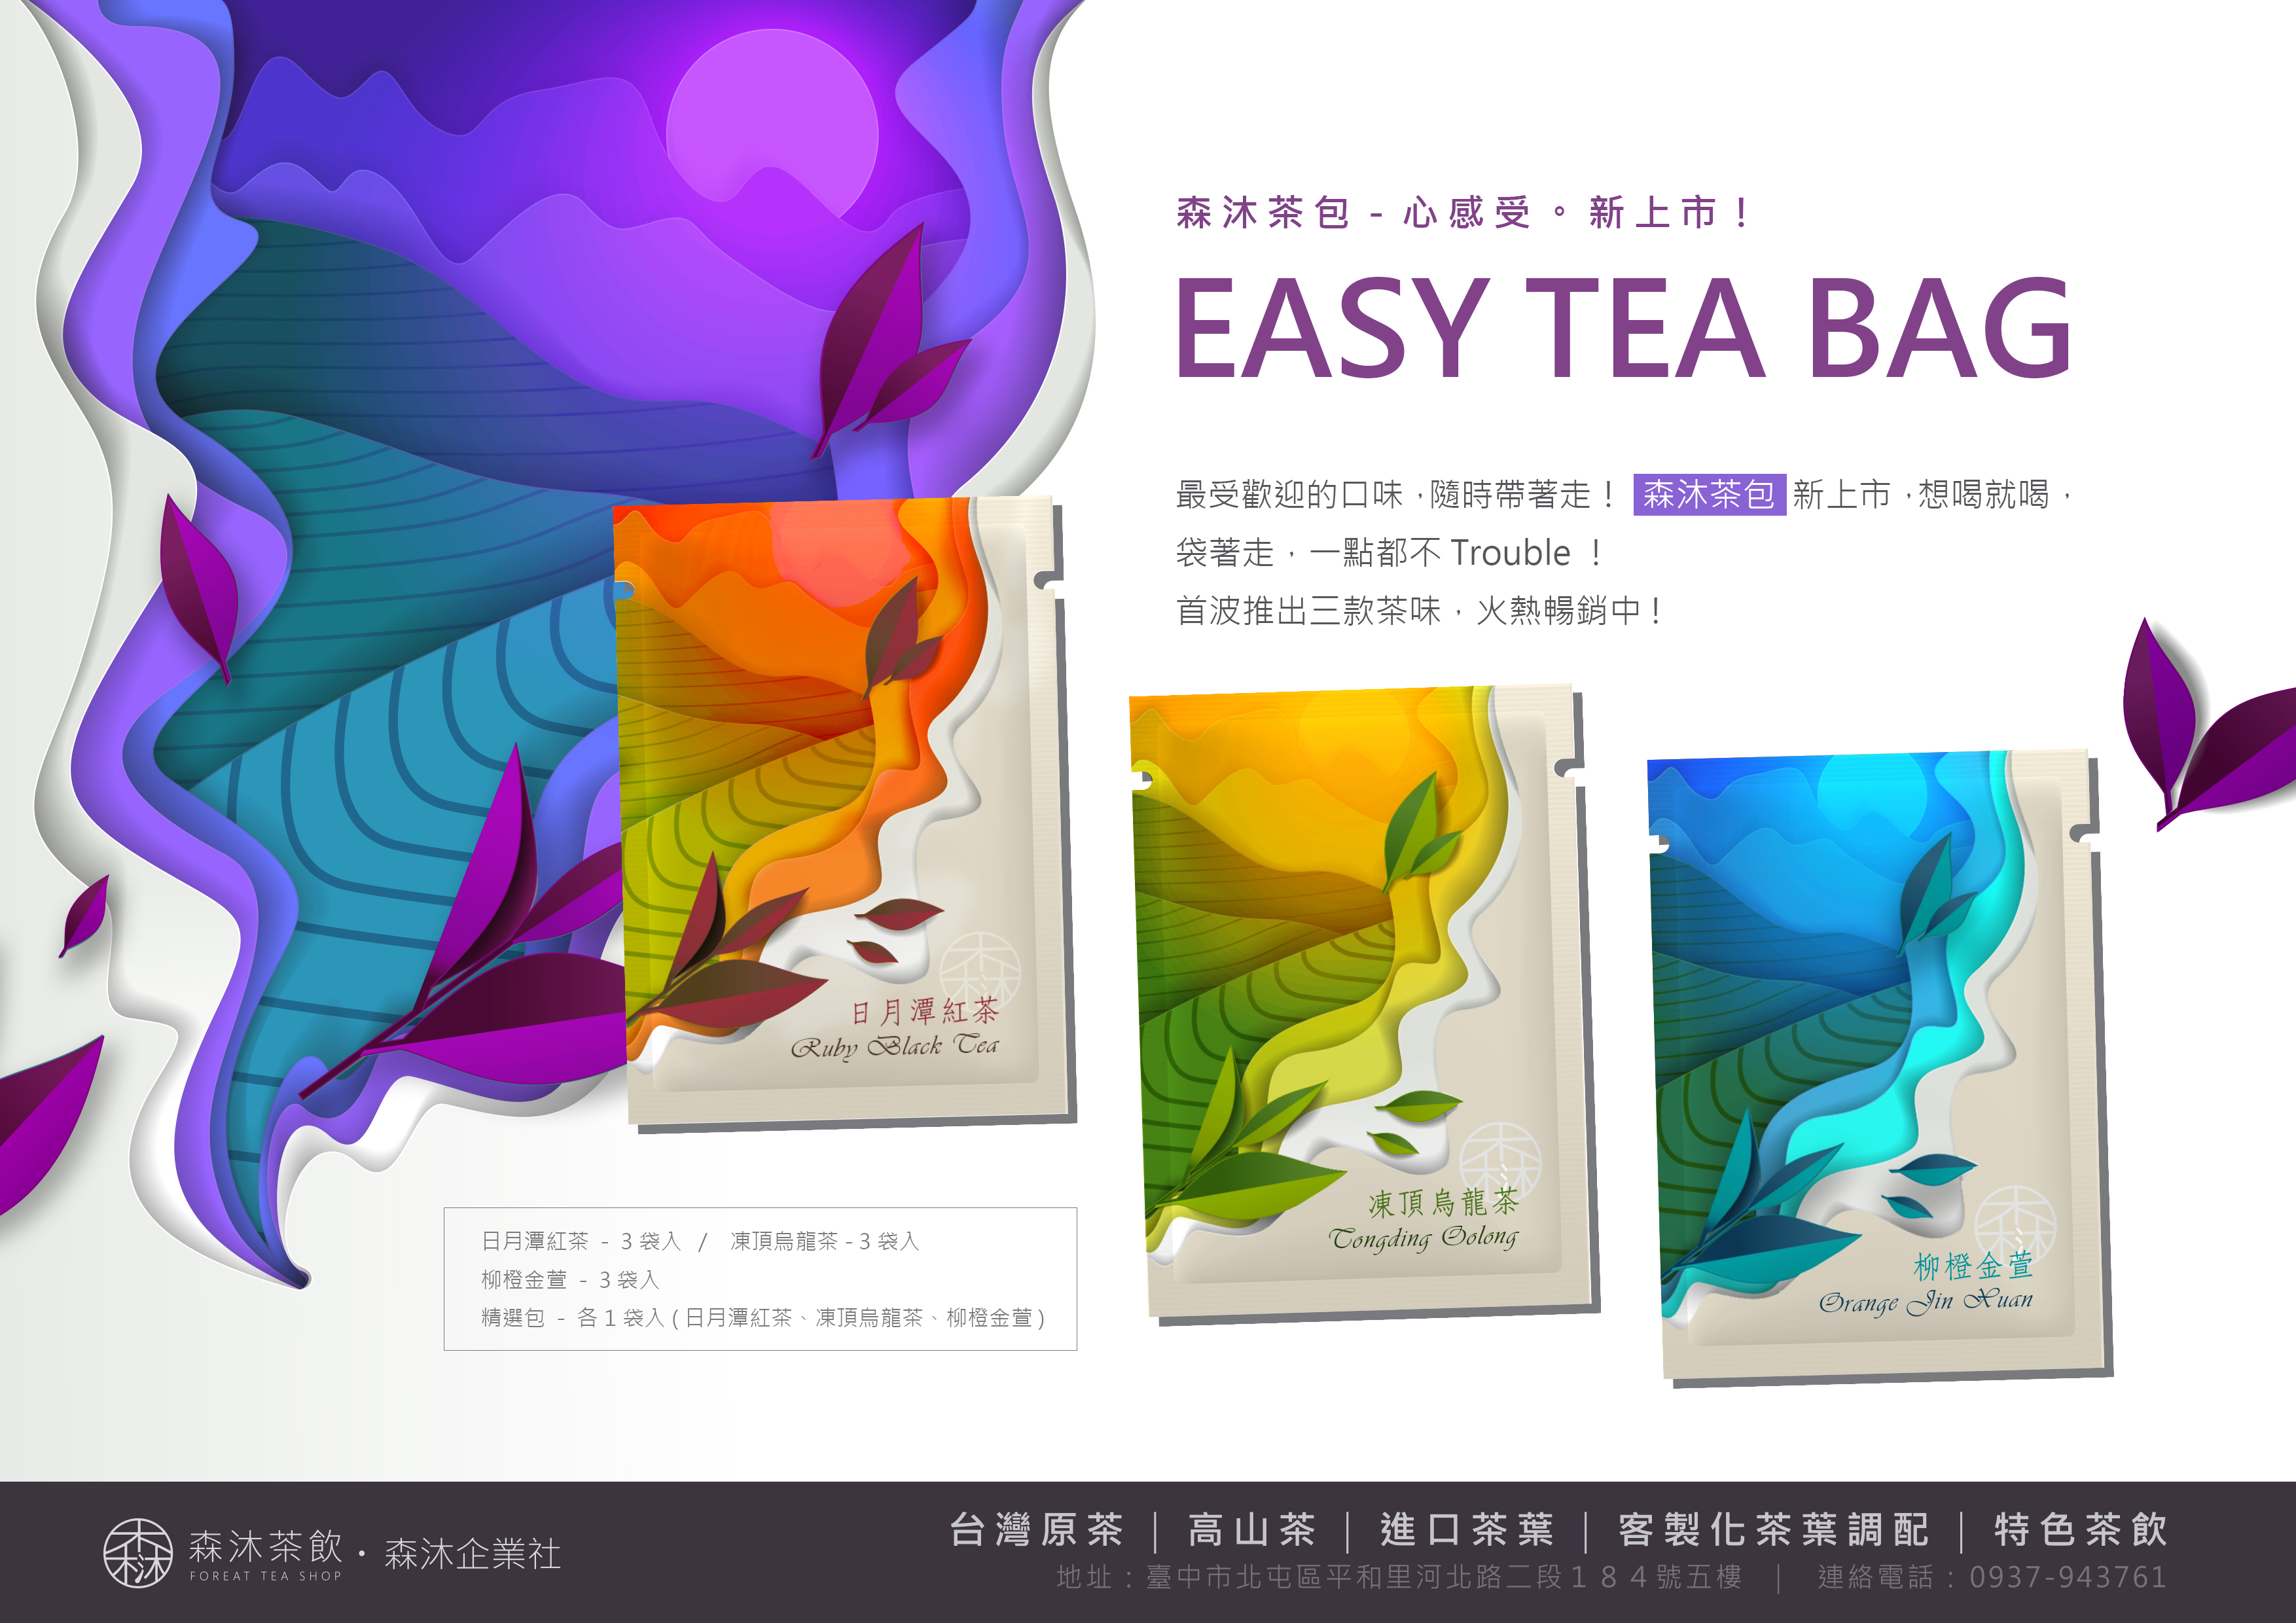 森沐茶包 - 心感受。新上市！
EASY TEA BAG
最受歡迎的口味，隨時帶著走！ 森沐茶包 新上市，想喝就喝，
袋著走，一點都不 Trouble ！
首波推出三款茶味，火熱暢銷中！
日月潭紅茶
Ruby Black Tea
凍頂烏龍茶
Tongding Oolong
柳橙金萱
Orange Jin Xuan
日月潭紅茶 - 3 袋入 / 凍頂烏龍茶 - 3 袋入
柳橙金萱 - 3 袋入
精選包 - 各 1 袋入 ( 日月潭紅茶、凍頂烏龍茶、柳橙金萱 )
森沐茶飲 · 森沐企業社
FOREAT TEA SHOP
台灣原茶｜高山茶｜進口茶葉｜客製化茶葉調配｜特色茶飲
地址：臺中市北屯區平和里河北路二段１８４號五樓 ｜ 連絡電話：0937-943761